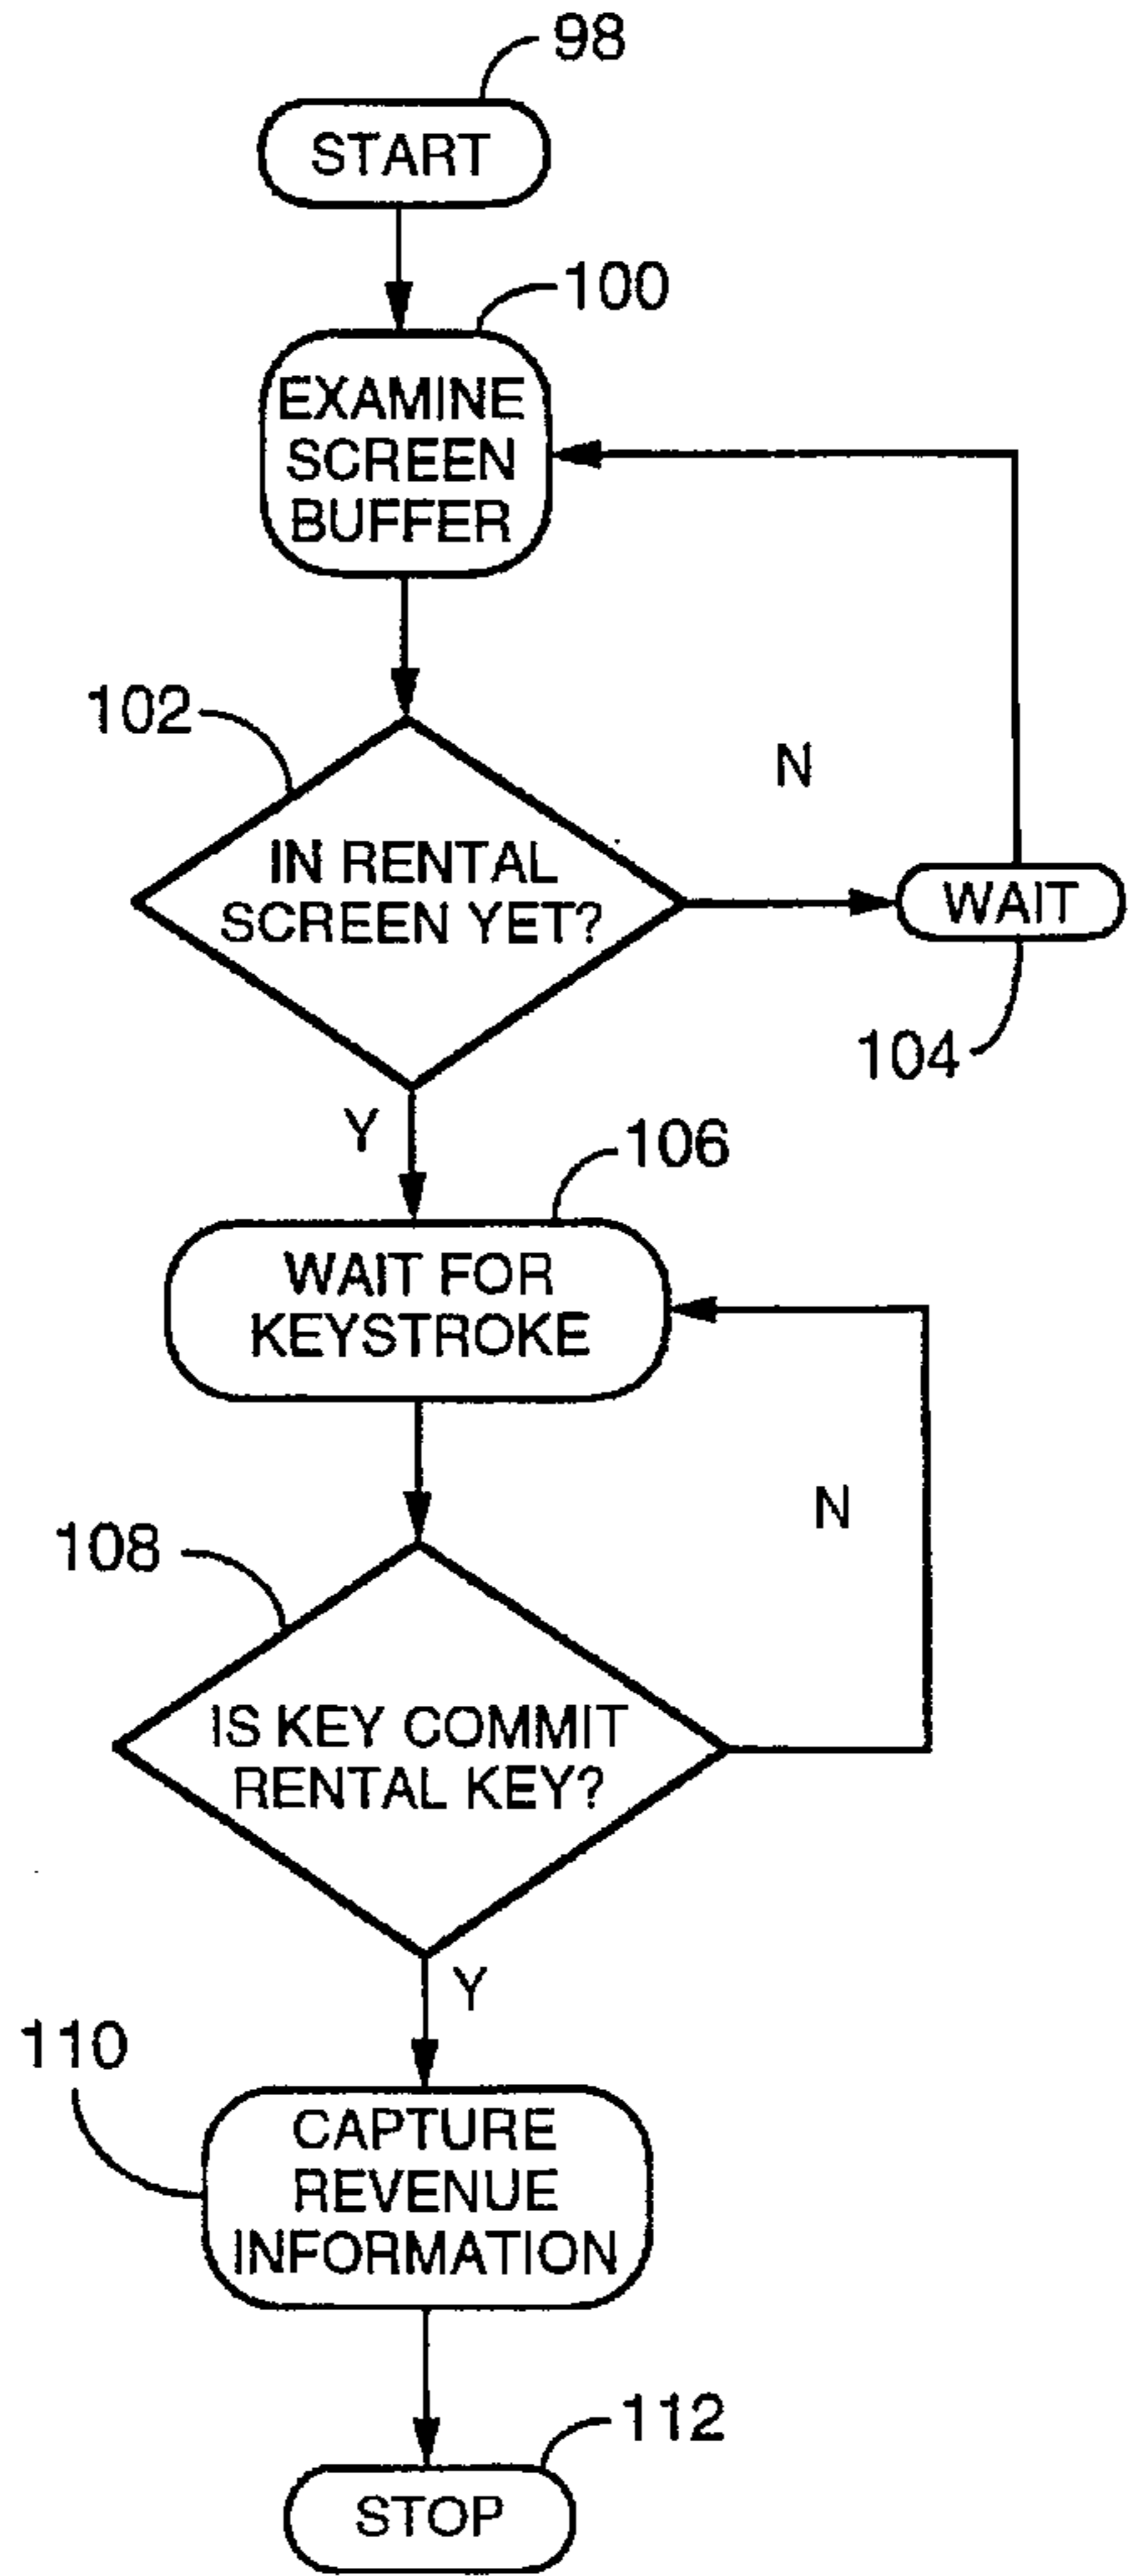 98
START
100
EXAMINE
SCREEN
BUFFER
102
N
IN RENTAL
SCREEN YET?
WAIT
104
Y
106
WAIT FOR
KEYSTROKE
N
108
IS KEY COMMIT
RENTAL KEY?
Y
110
CAPTURE
REVENUE
INFORMATION
112
STOP